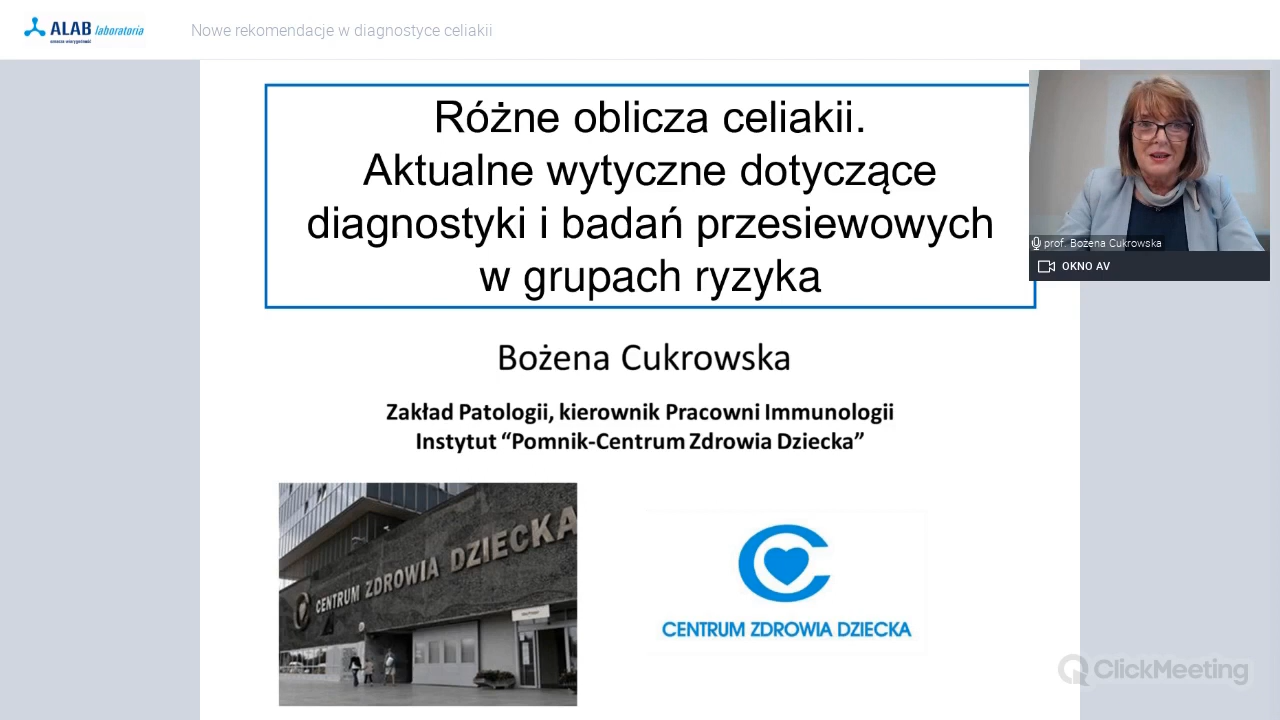 ALAB laboratoria
Nowe rekomendacje w diagnostyce celiakii
Różne oblicza celiakii.
Aktualne wytyczne dotyczące
diagnostyki i badań przesiewowych
w grupach ryzyka
prof. Bożena Cukrowska
OKNO AV
Bożena Cukrowska
Zakład Patologii, kierownik Pracowni Immunologii
Instytut “Pomnik-Centrum Zdrowia Dziecka”
CENTRUM ZDROWIA DZIECKA
CENTRUM ZDROWIA DZIECKA
ClickMeeting